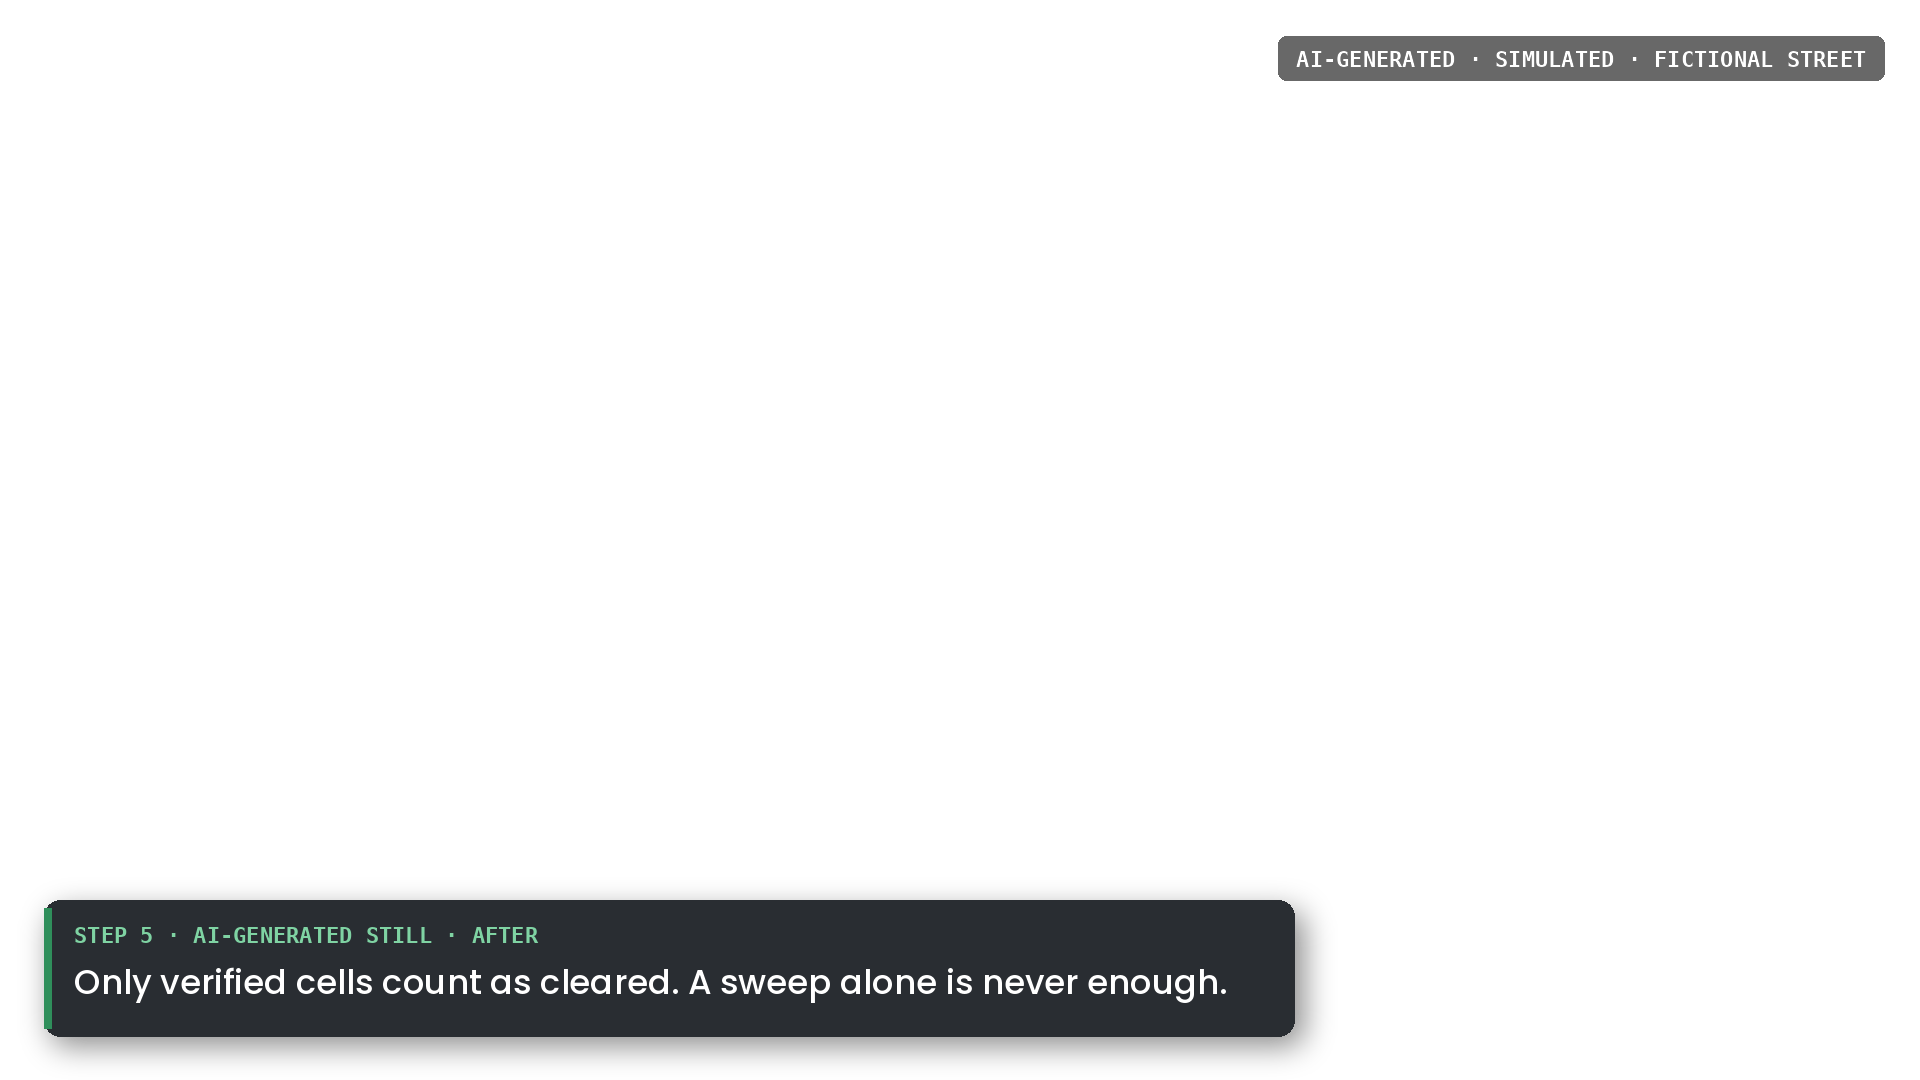 AI-GENERATED · SIMULATED · FICTIONAL STREET
STEP 5 · AI-GENERATED STILL · AFTER
Only verified cells count as cleared. A sweep alone is never enough.